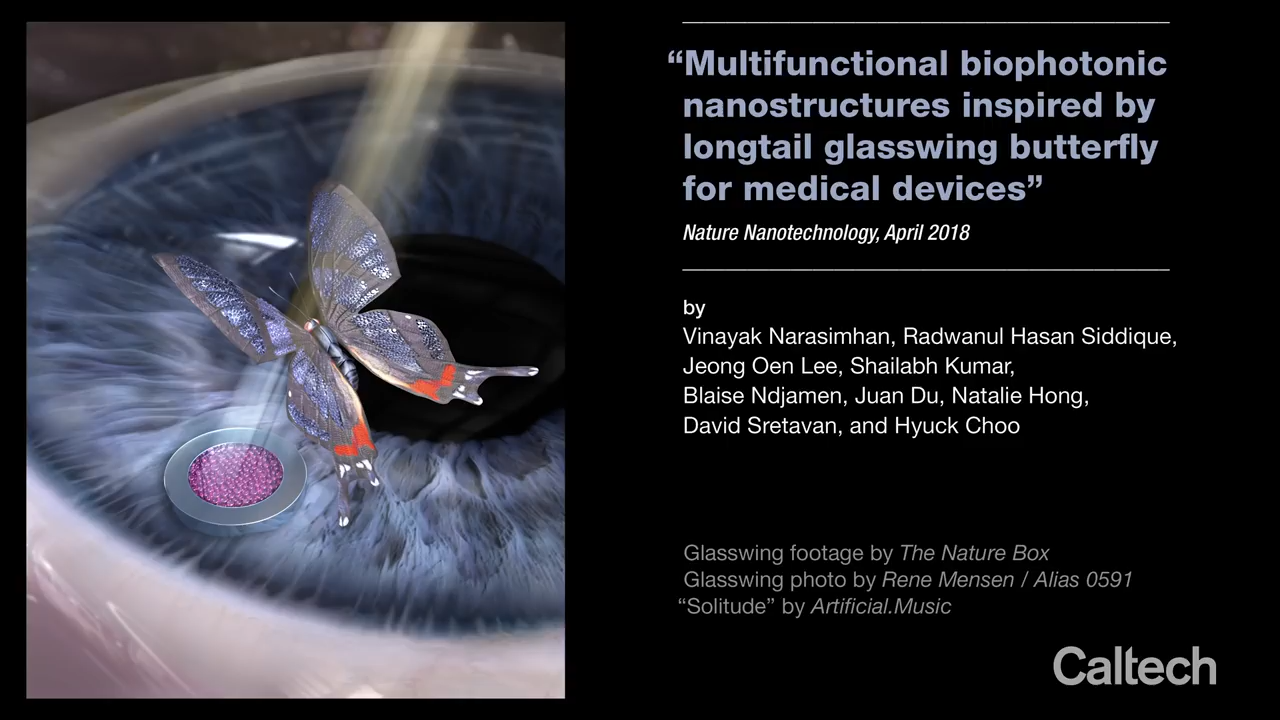 “Multifunctional biophotonic
nanostructures inspired by
longtail glasswing butterfly
for medical devices”
Nature Nanotechnology, April 2018
by
Vinayak Narasimhan, Radwanul Hasan Siddique,
Jeong Oen Lee, Shailabh Kumar,
Blaise Ndjamen, Juan Du, Natalie Hong,
David Sretavan, and Hyuck Choo
Glasswing footage by The Nature Box
Glasswing photo by Rene Mensen / Alias 0591
“Solitude” by Artificial.Music
Caltech